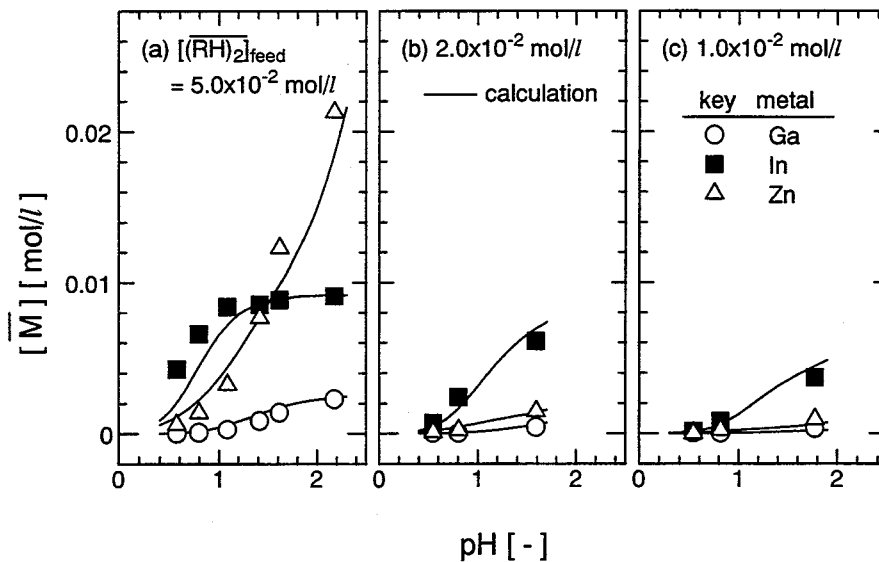 (a) [(R̅H̅)₂]feed
= 5.0x10⁻² mol/l
(b) 2.0x10⁻² mol/l
calculation
(c) 1.0x10⁻² mol/l
key metal
Ga
In
Zn
0.02
0.01
0
[ M̅ ] [ mol/l ]
0 1 2
0 1 2
0 1 2
pH [ - ]